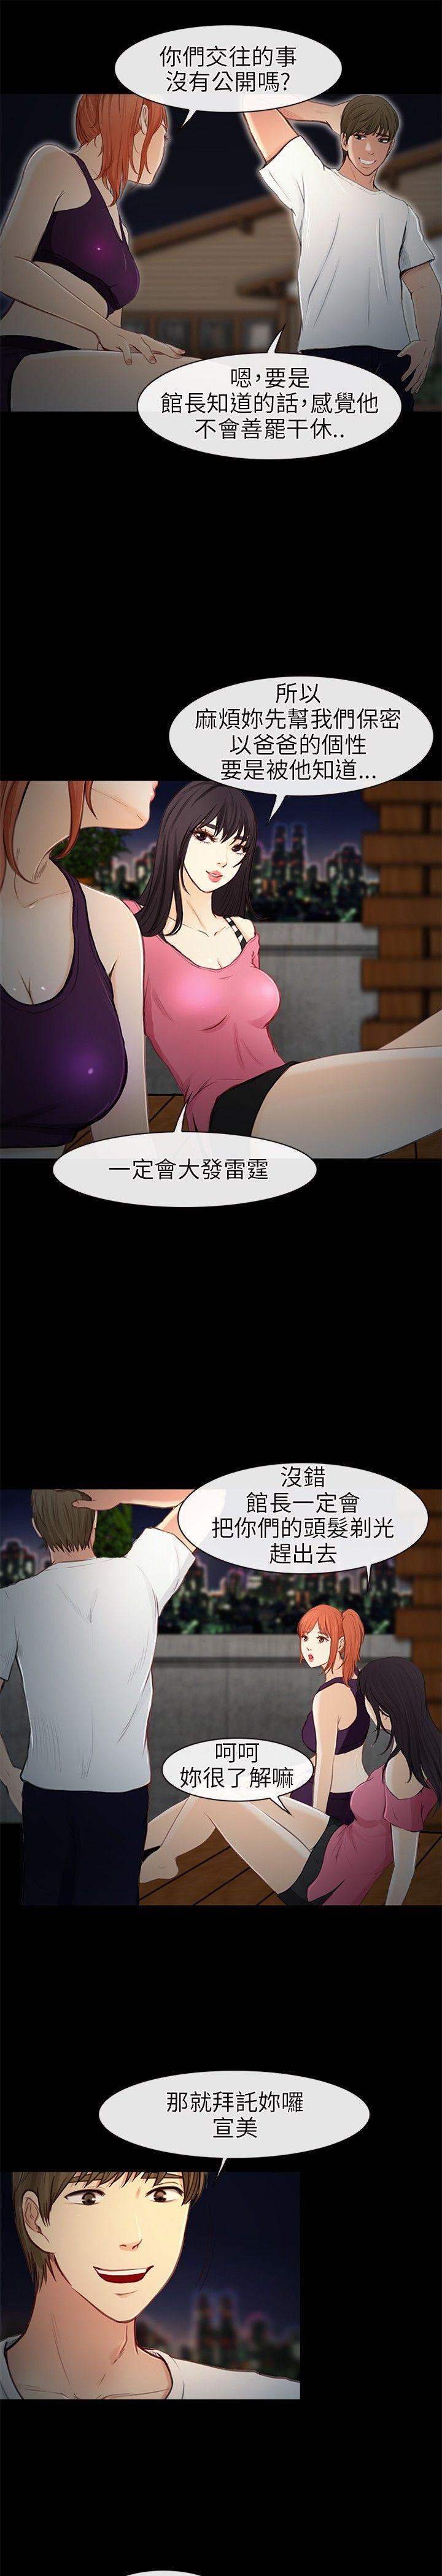 你們交往的事
沒有公開嗎?
嗯,要是
館長知道的話,感覺他
不會善罷干休..
所以
麻煩妳先幫我們保密
以爸爸的個性
要是被他知道...
一定會大發雷霆
沒錯
館長一定會
把你們的頭髮剃光
趕出去
呵呵
妳很了解嘛
那就拜託妳囉
宣美